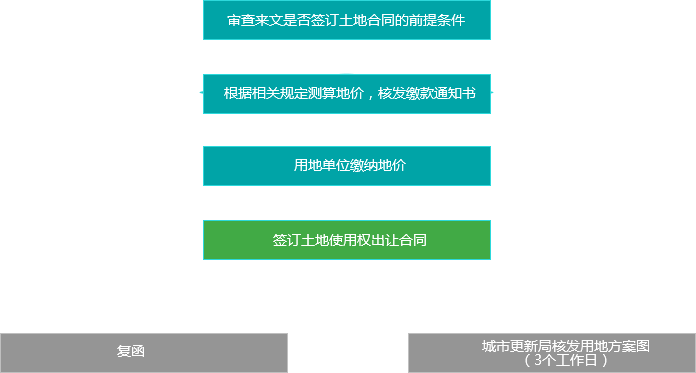 审查来文是否签订土地合同的前提条件
根据相关规定测算地价，核发缴款通知书
用地单位缴纳地价
签订土地使用权出让合同
复函
城市更新局核发用地方案图
（3个工作日）